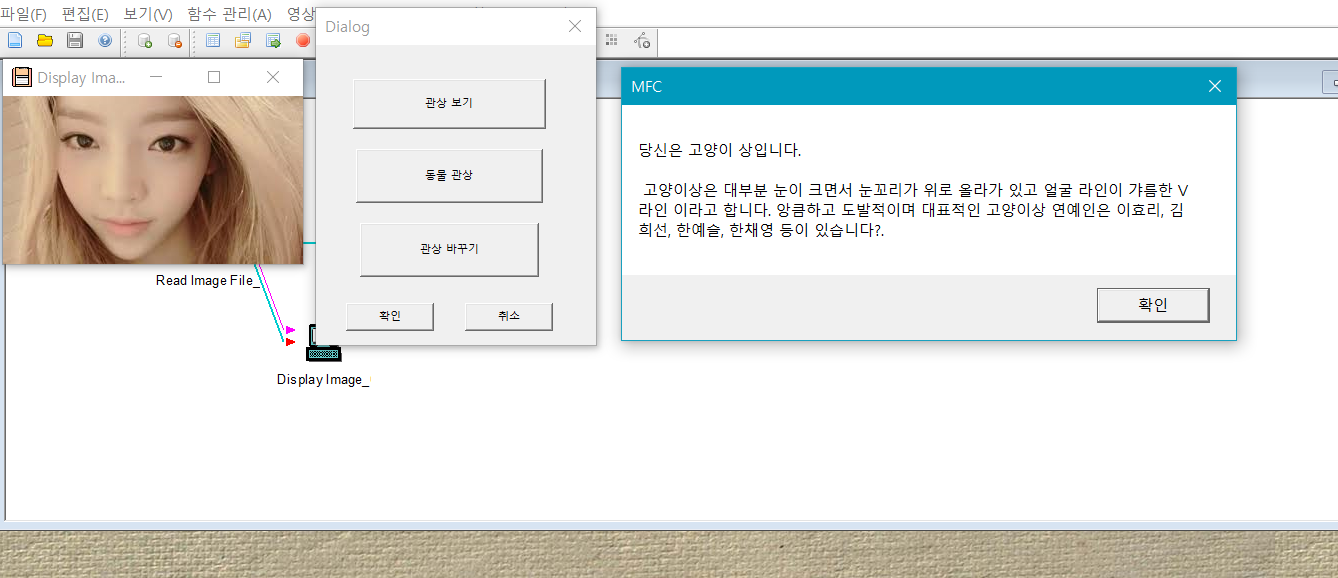 파일(F) 편집(E) 보기(V) 함수 관리(A) 영상
Dialog
Display Ima...
관상 보기
동물 관상
관상 바꾸기
확인 취소
MFC
당신은 고양이 상입니다.
고양이상은 대부분 눈이 크면서 눈꼬리가 위로 올라가 있고 얼굴 라인이 갸름한 V
라인 이라고 합니다. 앙큼하고 도발적이며 대표적인 고양이상 연예인은 이효리, 김
희선, 한예슬, 한채영 등이 있습니다?.
확인
Read Image File_
Display Image_